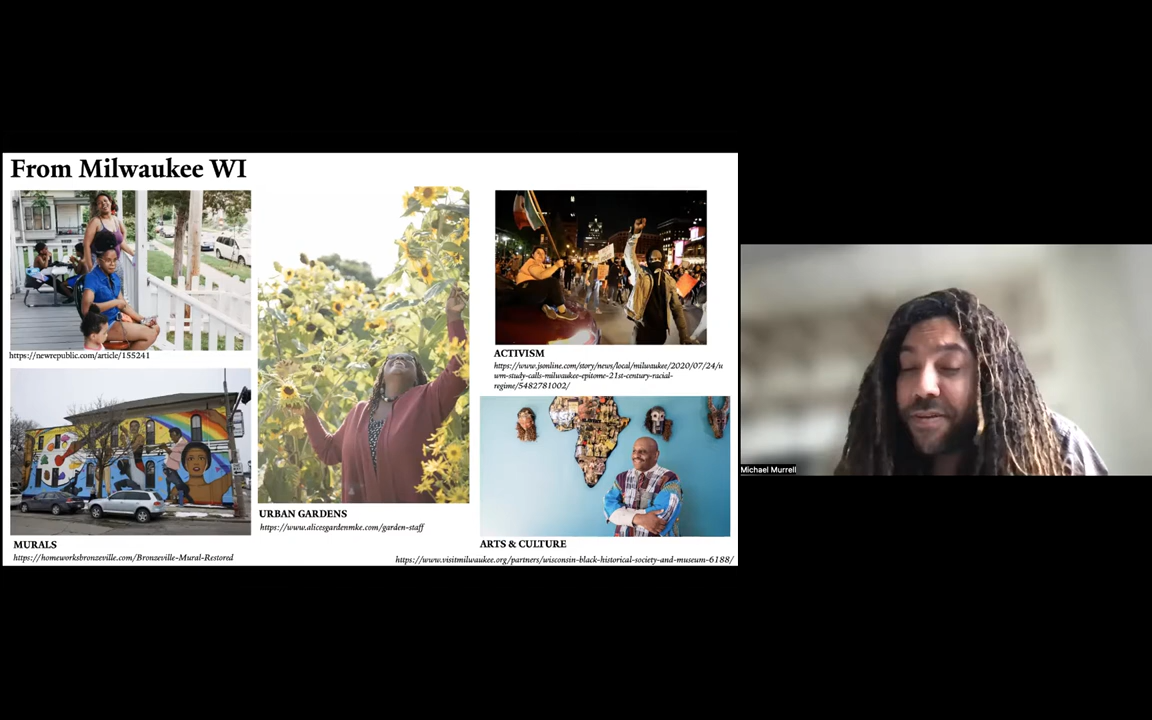 From Milwaukee WI
https://newrepublic.com/article/155241
MURALS
https://homeworksbronzeville.com/Bronzeville-Mural-Restored
URBAN GARDENS
https://www.alicesgardenmke.com/garden-staff
ACTIVISM
https://www.jsonline.com/story/news/local/milwaukee/2020/07/24/u
wm-study-calls-milwaukee-epitome-21st-century-racial-
regime/5482781002/
ARTS & CULTURE
https://www.visitmilwaukee.org/partners/wisconsin-black-historical-society-and-museum-6188/
Michael Murrell